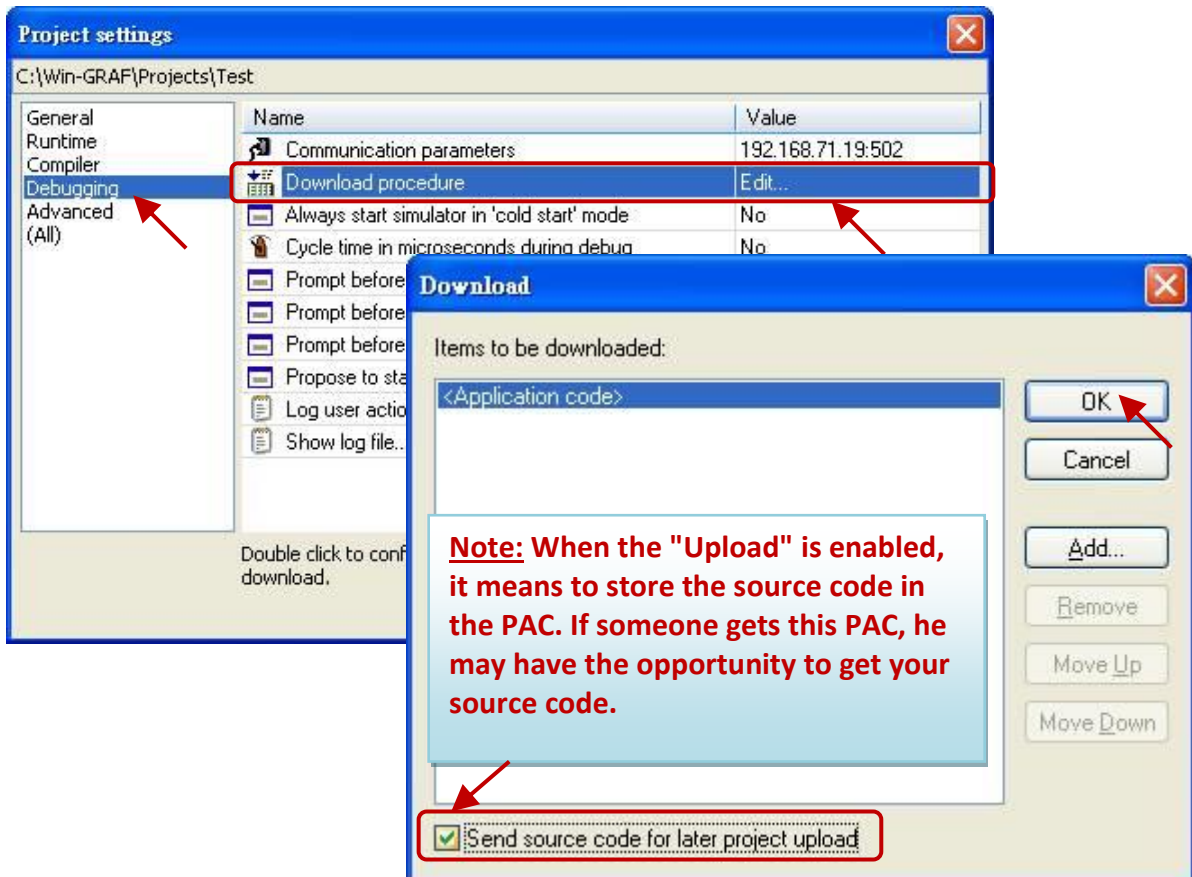 Project settings
C:\Win-GRAF\Projects\Test
General
Runtime
Compiler
Debugging
Advanced
(All)
Name Value
Communication parameters 192.168.71.19:502
Download procedure Edit...
Always start simulator in 'cold start' mode No
Cycle time in microseconds during debug No
Prompt before
Prompt before
Prompt before
Propose to sta
Log user actio
Show log file..
Double click to conf
download.
Download
Items to be downloaded:
<Application code>
OK
Cancel
Add...
Remove
Move Up
Move Down
Note: When the "Upload" is enabled,
it means to store the source code in
the PAC. If someone gets this PAC, he
may have the opportunity to get your
source code.
Send source code for later project upload